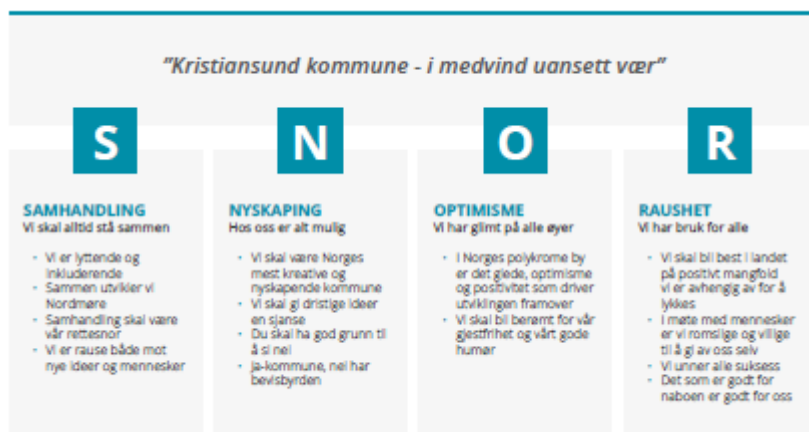 "Kristiansund kommune - i medvind uansett vær"
S
SAMHANDLING
Vi skal alltid stå sammen
• Vi er lyttende og
inkluderende
• Sammen utvikler vi
Nordmøre
• Samhandling skal være
vår rettesnor
• Vi er rause både mot
nye ideer og mennesker
N
NYSKAPING
Hos oss er alt mulig
• Vi skal være Norges
mest kreative og
nyskapende kommune
• Vi skal gi dristige ideer
en sjanse
• Du skal ha god grunn til
å si nei
• Ja-kommune, nei har
bevisbyrden
O
OPTIMISME
Vi har glimt på alle øyer
• I Norges polykrome by
er det glede, optimisme
og positivitet som driver
utviklingen framover
• Vi skal bli berømt for vår
gjestfrihet og vårt gode
humør
R
RAUSHET
Vi har bruk for alle
• Vi skal bli best i landet
på positivt mangfold
vi er avhengig av for å
lykkes
• I møte med mennesker
er vi romslige og villige
til å gi av oss selv
• Vi unner alle suksess
• Det som er godt for
naboen er godt for oss